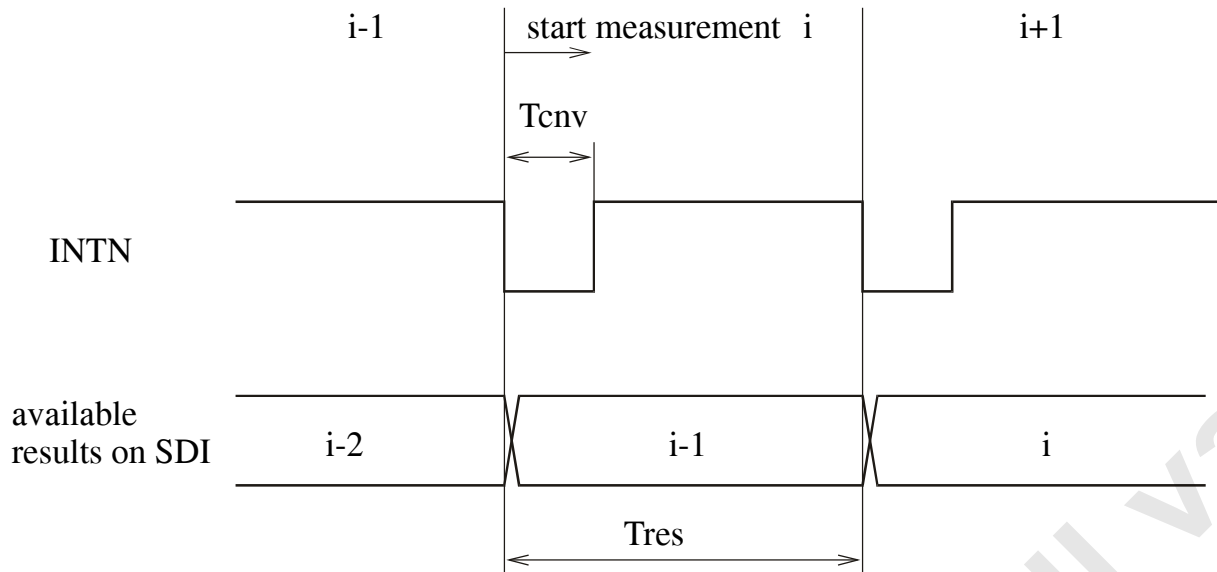 i-1
start measurement i
i+1
Tcnv
INTN
available
results on SDI
i-2
i-1
i
Tres